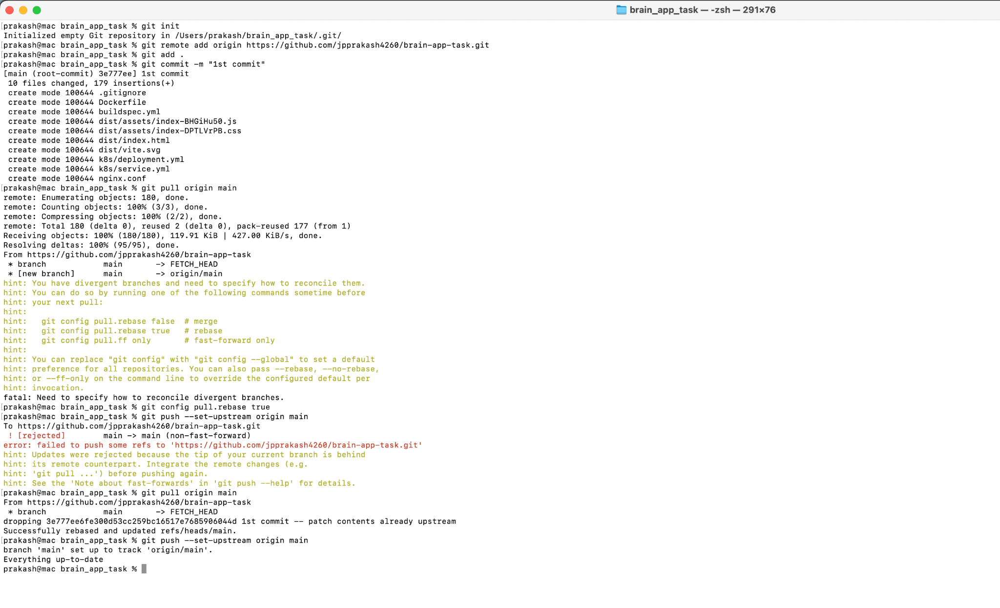 brain_app_task — -zsh — 291×76
[prakash@mac brain_app_task % git init
Initialized empty Git repository in /Users/prakash/brain_app_task/.git/
[prakash@mac brain_app_task % git remote add origin https://github.com/jpprakash4260/brain-app-task.git
[prakash@mac brain_app_task % git add .
[prakash@mac brain_app_task % git commit -m "1st commit"
[main (root-commit) 3e777ee] 1st commit
 10 files changed, 179 insertions(+)
 create mode 100644 .gitignore
 create mode 100644 Dockerfile
 create mode 100644 buildspec.yml
 create mode 100644 dist/assets/index-BHGiHu50.js
 create mode 100644 dist/assets/index-DPTLVrPB.css
 create mode 100644 dist/index.html
 create mode 100644 dist/vite.svg
 create mode 100644 k8s/deployment.yml
 create mode 100644 k8s/service.yml
 create mode 100644 nginx.conf
[prakash@mac brain_app_task % git pull origin main
remote: Enumerating objects: 180, done.
remote: Counting objects: 100% (3/3), done.
remote: Compressing objects: 100% (2/2), done.
remote: Total 180 (delta 0), reused 2 (delta 0), pack-reused 177 (from 1)
Receiving objects: 100% (180/180), 119.91 KiB | 427.00 KiB/s, done.
Resolving deltas: 100% (95/95), done.
From https://github.com/jpprakash4260/brain-app-task
 * branch            main       -> FETCH_HEAD
 * [new branch]      main       -> origin/main
hint: You have divergent branches and need to specify how to reconcile them.
hint: You can do so by running one of the following commands sometime before
hint: your next pull:
hint:
hint:   git config pull.rebase false  # merge
hint:   git config pull.rebase true   # rebase
hint:   git config pull.ff only       # fast-forward only
hint:
hint: You can replace "git config" with "git config --global" to set a default
hint: preference for all repositories. You can also pass --rebase, --no-rebase,
hint: or --ff-only on the command line to override the configured default per
hint: invocation.
fatal: Need to specify how to reconcile divergent branches.
[prakash@mac brain_app_task % git config pull.rebase true
[prakash@mac brain_app_task % git push --set-upstream origin main
To https://github.com/jpprakash4260/brain-app-task.git
 ! [rejected]        main -> main (non-fast-forward)
error: failed to push some refs to 'https://github.com/jpprakash4260/brain-app-task.git'
hint: Updates were rejected because the tip of your current branch is behind
hint: its remote counterpart. Integrate the remote changes (e.g.
hint: 'git pull ...') before pushing again.
hint: See the 'Note about fast-forwards' in 'git push --help' for details.
[prakash@mac brain_app_task % git pull origin main
From https://github.com/jpprakash4260/brain-app-task
 * branch            main       -> FETCH_HEAD
dropping 3e777ee6fe300d53cc259bc16517e7685906044d 1st commit -- patch contents already upstream
Successfully rebased and updated refs/heads/main.
[prakash@mac brain_app_task % git push --set-upstream origin main
branch 'main' set up to track 'origin/main'.
Everything up-to-date
prakash@mac brain_app_task %